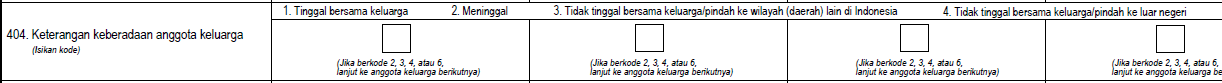 1. Tinggal bersama keluarga 2. Meninggal 3. Tidak tinggal bersama keluarga/pindah ke wilayah (daerah) lain di Indonesia 4. Tidak tinggal bersama keluarga/pindah ke luar negeri
404. Keterangan keberadaan anggota keluarga
(Isikan kode)
(Jika berkode 2, 3, 4, atau 6,
lanjut ke anggota keluarga berikutnya)
(Jika berkode 2, 3, 4, atau 6,
lanjut ke anggota keluarga berikutnya)
(Jika berkode 2, 3, 4, atau 6,
lanjut ke anggota keluarga berikutnya)
(Jika berkode 2, 3, 4, atau 6,
lanjut ke anggota keluarga be